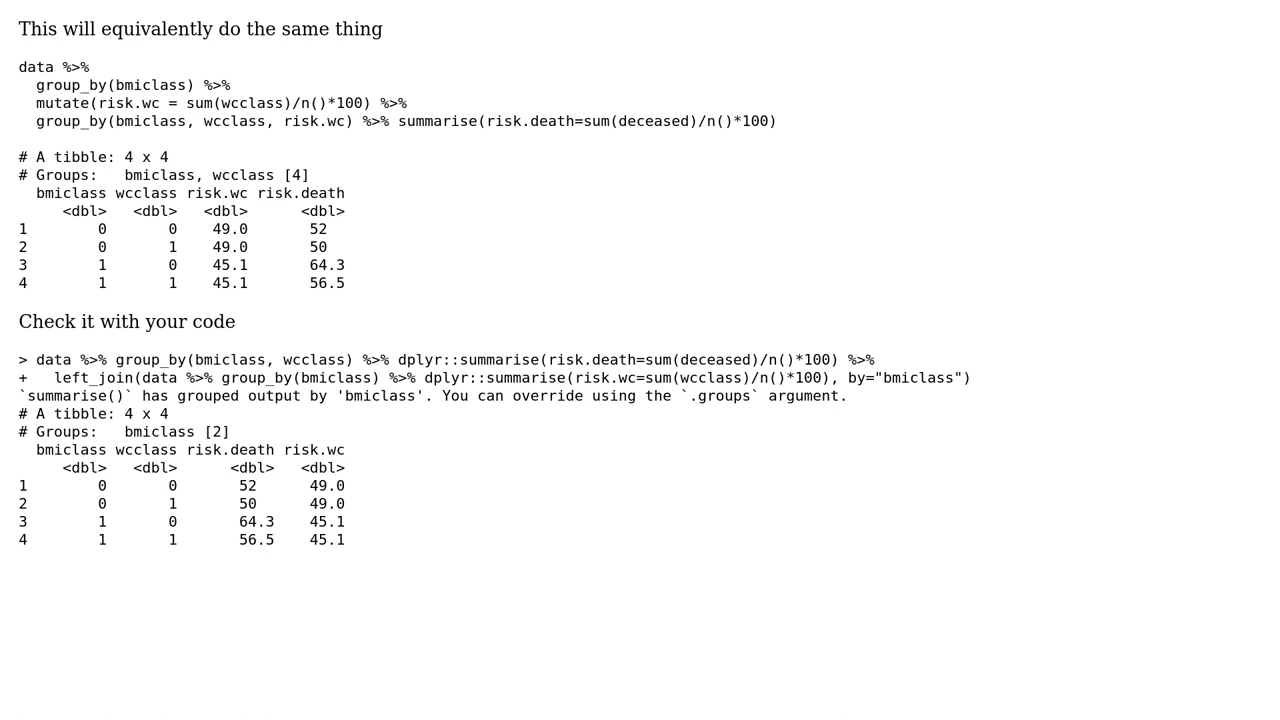 This will equivalently do the same thing
data %>%
  group_by(bmiclass) %>%
  mutate(risk.wc = sum(wcclass)/n()*100) %>%
  group_by(bmiclass, wcclass, risk.wc) %>% summarise(risk.death=sum(deceased)/n()*100)
# A tibble: 4 x 4
# Groups:   bmiclass, wcclass [4]
  bmiclass wcclass risk.wc risk.death
     <dbl>   <dbl>   <dbl>      <dbl>
1        0       0    49.0       52
2        0       1    49.0       50
3        1       0    45.1       64.3
4        1       1    45.1       56.5
Check it with your code
> data %>% group_by(bmiclass, wcclass) %>% dplyr::summarise(risk.death=sum(deceased)/n()*100) %>%
+   left_join(data %>% group_by(bmiclass) %>% dplyr::summarise(risk.wc=sum(wcclass)/n()*100), by="bmiclass")
`summarise()` has grouped output by 'bmiclass'. You can override using the `.groups` argument.
# A tibble: 4 x 4
# Groups:   bmiclass [2]
  bmiclass wcclass risk.death risk.wc
     <dbl>   <dbl>      <dbl>   <dbl>
1        0       0       52      49.0
2        0       1       50      49.0
3        1       0       64.3    45.1
4        1       1       56.5    45.1